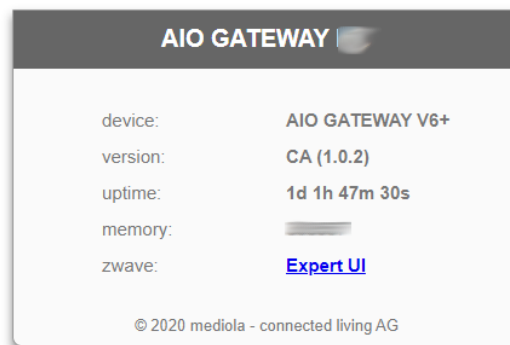 AIO GATEWAY
device: AIO GATEWAY V6+
version: CA (1.0.2)
uptime: 1d 1h 47m 30s
memory:
zwave: Expert UI
© 2020 mediola - connected living AG